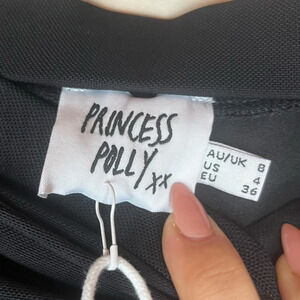 PRINCESS
POLLY
xx
AU/UK 8
US 4
EU 36